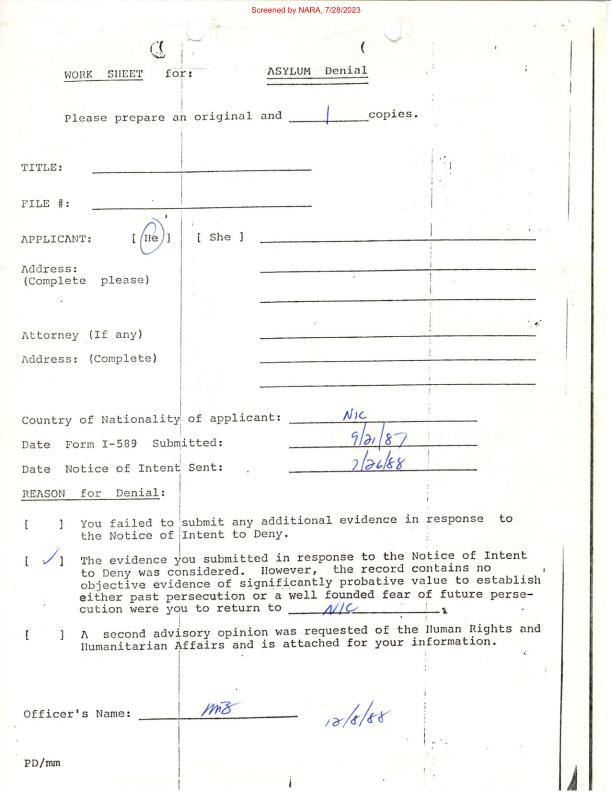 Screened by NARA, 7/28/2023
WORK SHEET for: ASYLUM Denial
Please prepare an original and 1 copies.
TITLE:
FILE #:
APPLICANT: [ He ] [ She ]
Address:
(Complete please)
Attorney (If any)
Address: (Complete)
Country of Nationality of applicant: NIC
Date Form I-589 Submitted: 9/21/87
Date Notice of Intent Sent: 7/26/88
REASON for Denial:
[ ] You failed to submit any additional evidence in response to
the Notice of Intent to Deny.
[ ✓ ] The evidence you submitted in response to the Notice of Intent
to Deny was considered. However, the record contains no
objective evidence of significantly probative value to establish
either past persecution or a well founded fear of future perse-
cution were you to return to NIC .
[ ] A second advisory opinion was requested of the Human Rights and
Humanitarian Affairs and is attached for your information.
Officer's Name: 12/8/88
PD/mm